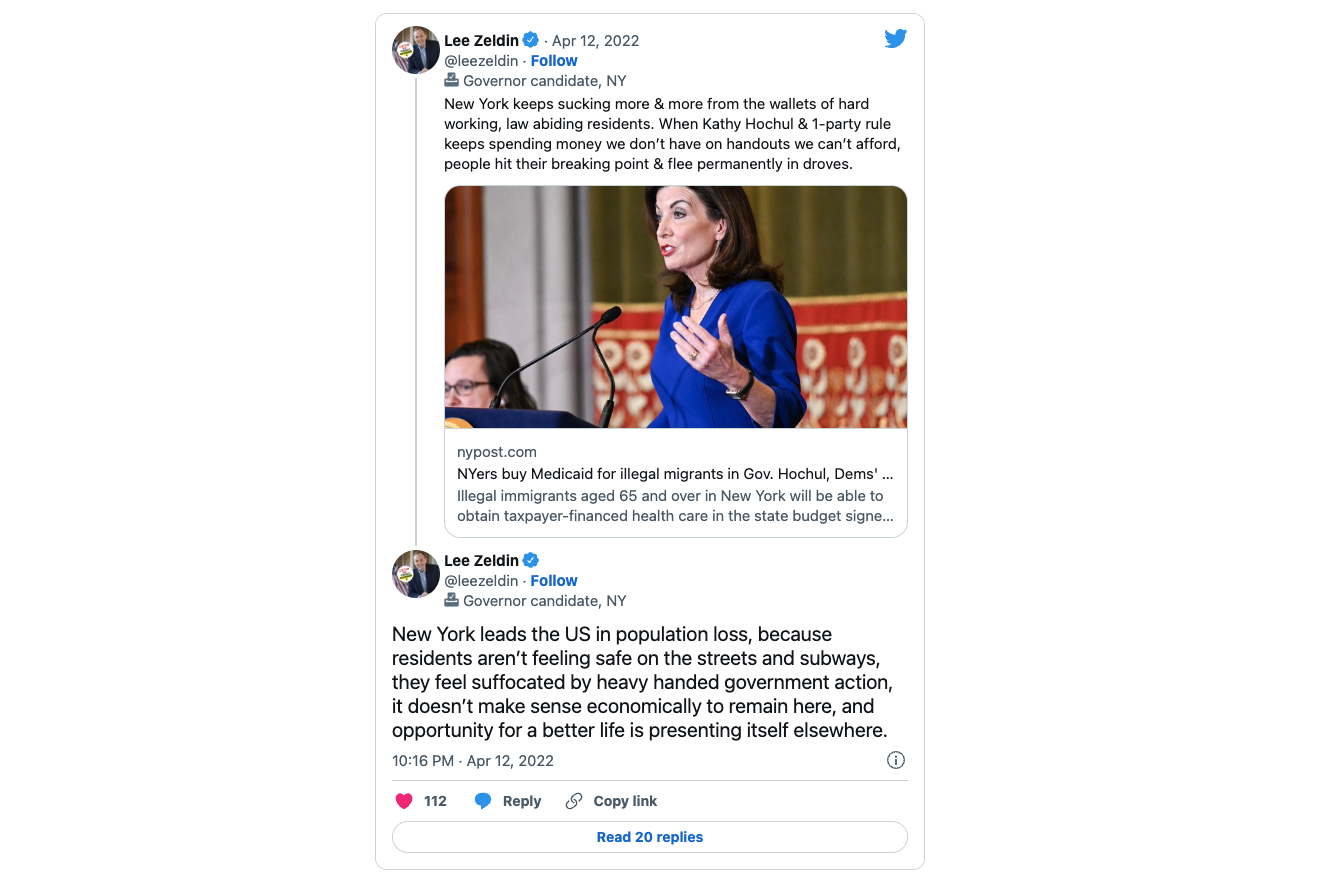 Lee Zeldin · Apr 12, 2022
@leezeldin · Follow
Governor candidate, NY
New York keeps sucking more & more from the wallets of hard
working, law abiding residents. When Kathy Hochul & 1-party rule
keeps spending money we don’t have on handouts we can’t afford,
people hit their breaking point & flee permanently in droves.
nypost.com
NYers buy Medicaid for illegal migrants in Gov. Hochul, Dems' ...
Illegal immigrants aged 65 and over in New York will be able to
obtain taxpayer-financed health care in the state budget signe...
Lee Zeldin
@leezeldin · Follow
Governor candidate, NY
New York leads the US in population loss, because
residents aren’t feeling safe on the streets and subways,
they feel suffocated by heavy handed government action,
it doesn’t make sense economically to remain here, and
opportunity for a better life is presenting itself elsewhere.
10:16 PM · Apr 12, 2022
112 Reply Copy link
Read 20 replies